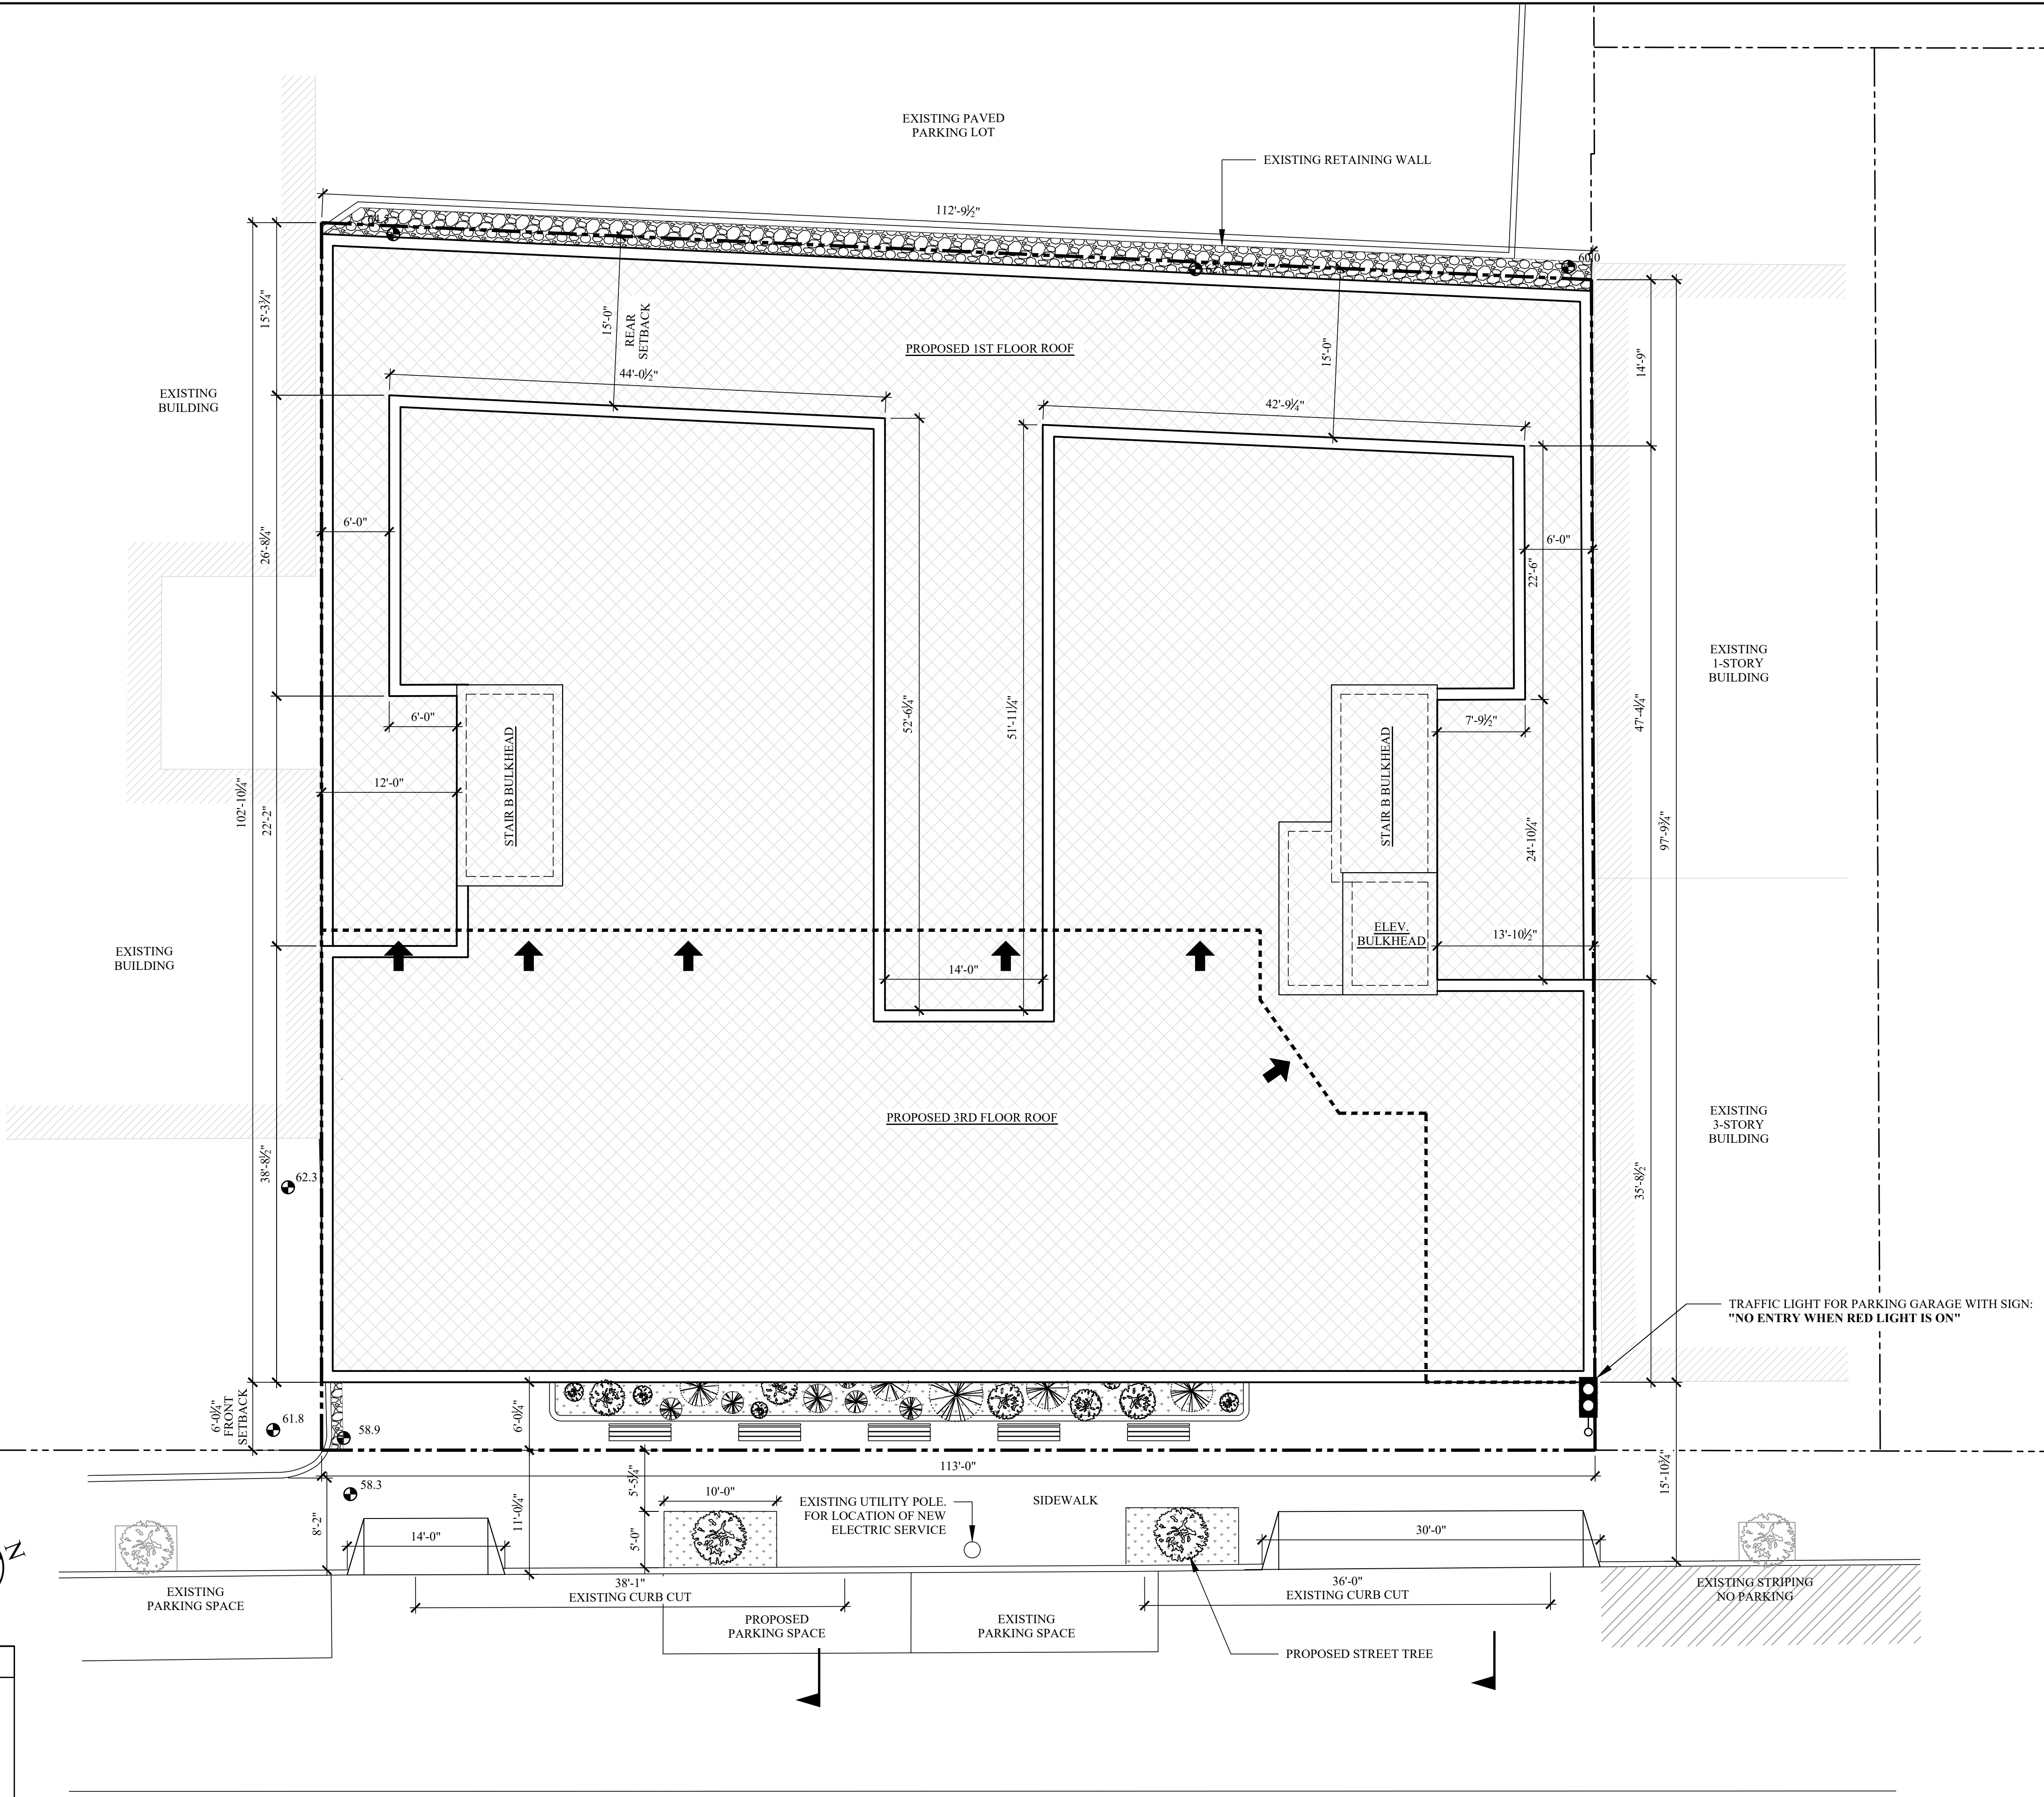 EXISTING PAVED
PARKING LOT
EXISTING RETAINING WALL
112'-9½"
60.0
15'-3¾"
15'-0"
REAR
SETBACK
PROPOSED 1ST FLOOR ROOF
15'-0"
14'-9"
44'-0½"
42'-9¼"
EXISTING
BUILDING
6'-0"
26'-8¼"
6'-0"
22'-6"
EXISTING
1-STORY
BUILDING
6'-0"
52'-6¼"
51'-11¼"
7'-9½"
47'-4¼"
STAIR B BULKHEAD
STAIR B BULKHEAD
12'-0"
102'-10¼"
22'-2"
24'-10¼"
97'-9¾"
EXISTING
BUILDING
ELEV.
BULKHEAD
13'-10½"
14'-0"
PROPOSED 3RD FLOOR ROOF
EXISTING
3-STORY
BUILDING
38'-8½"
35'-8½"
62.3
TRAFFIC LIGHT FOR PARKING GARAGE WITH SIGN:
"NO ENTRY WHEN RED LIGHT IS ON"
6'-0¼"
FRONT
SETBACK
61.8
58.9
6'-0¼"
113'-0"
15'-10¾"
58.3
8'-2"
11'-0¼"
5'-5¼"
10'-0"
EXISTING UTILITY POLE.
FOR LOCATION OF NEW
ELECTRIC SERVICE
SIDEWALK
14'-0"
5'-0"
30'-0"
N
EXISTING
PARKING SPACE
38'-1"
EXISTING CURB CUT
36'-0"
EXISTING CURB CUT
EXISTING STRIPING
NO PARKING
PROPOSED
PARKING SPACE
EXISTING
PARKING SPACE
PROPOSED STREET TREE